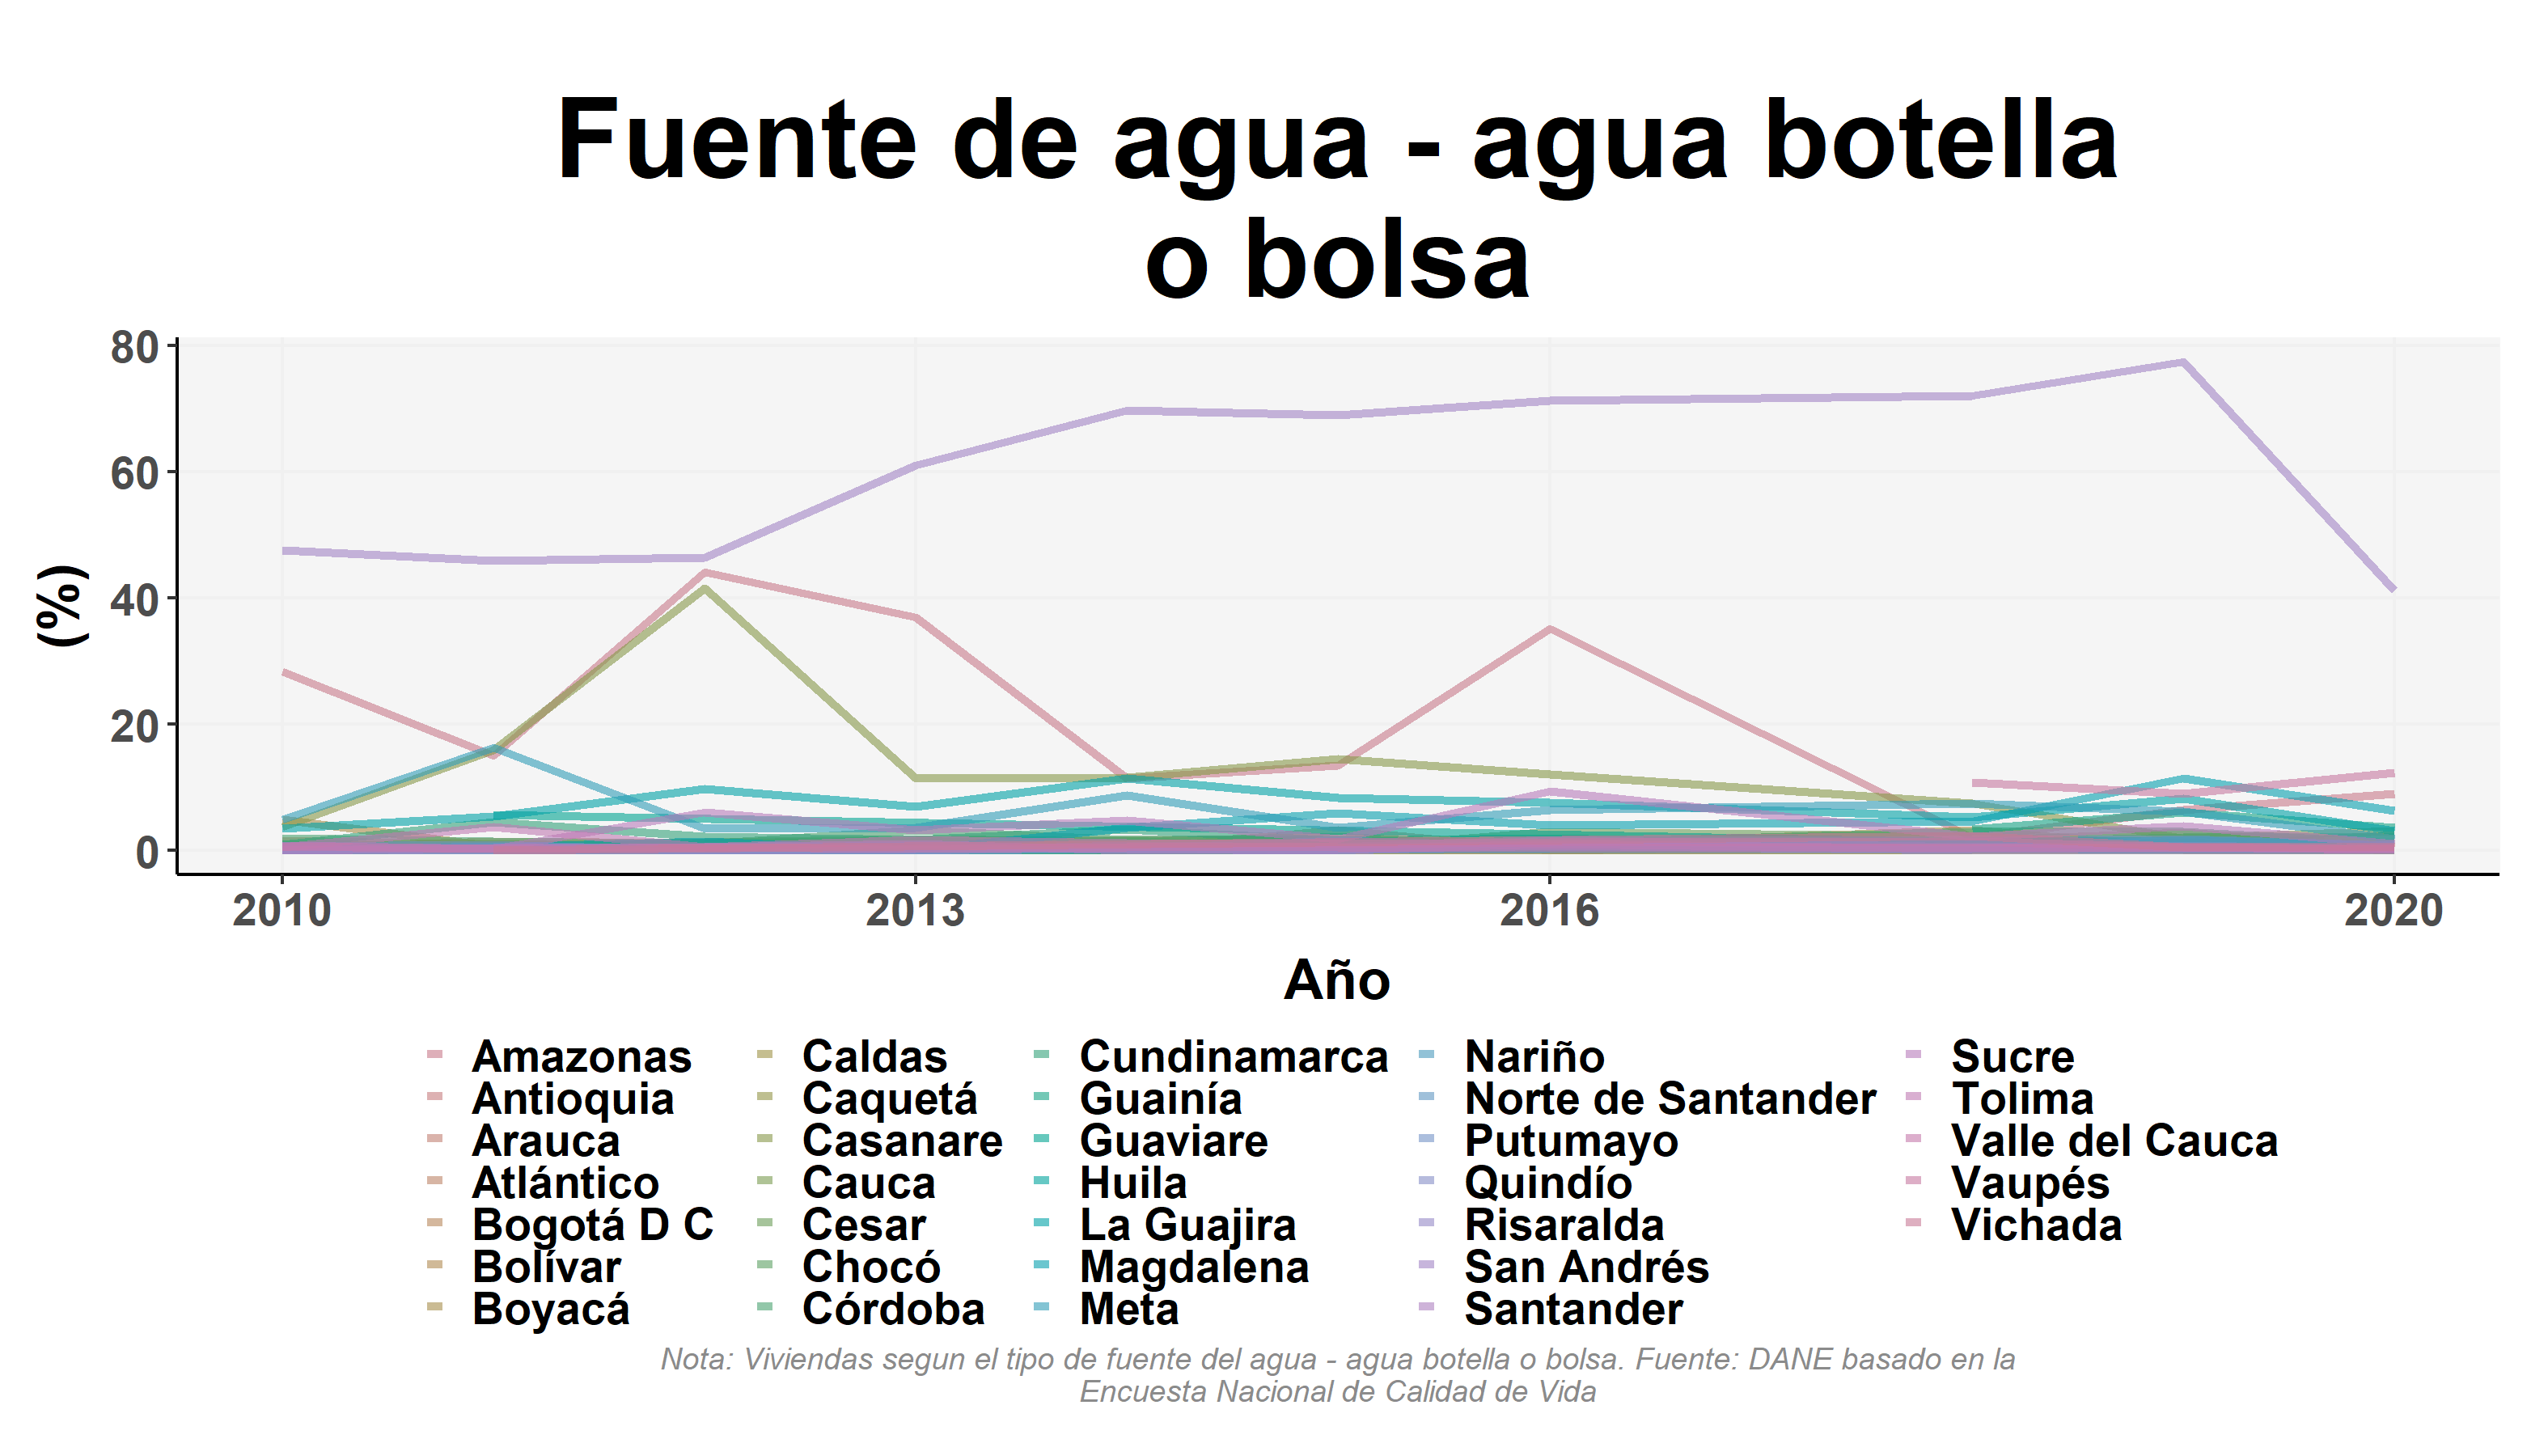 Fuente de agua - agua botella
o bolsa
80
60
40
20
0
(%)
2010 2013 2016 2020
Año
Amazonas
Antioquia
Arauca
Atlántico
Bogotá D C
Bolívar
Boyacá
Caldas
Caquetá
Casanare
Cauca
Cesar
Chocó
Córdoba
Cundinamarca
Guainía
Guaviare
Huila
La Guajira
Magdalena
Meta
Nariño
Norte de Santander
Putumayo
Quindío
Risaralda
San Andrés
Santander
Sucre
Tolima
Valle del Cauca
Vaupés
Vichada
Nota: Viviendas segun el tipo de fuente del agua - agua botella o bolsa. Fuente: DANE basado en la
Encuesta Nacional de Calidad de Vida